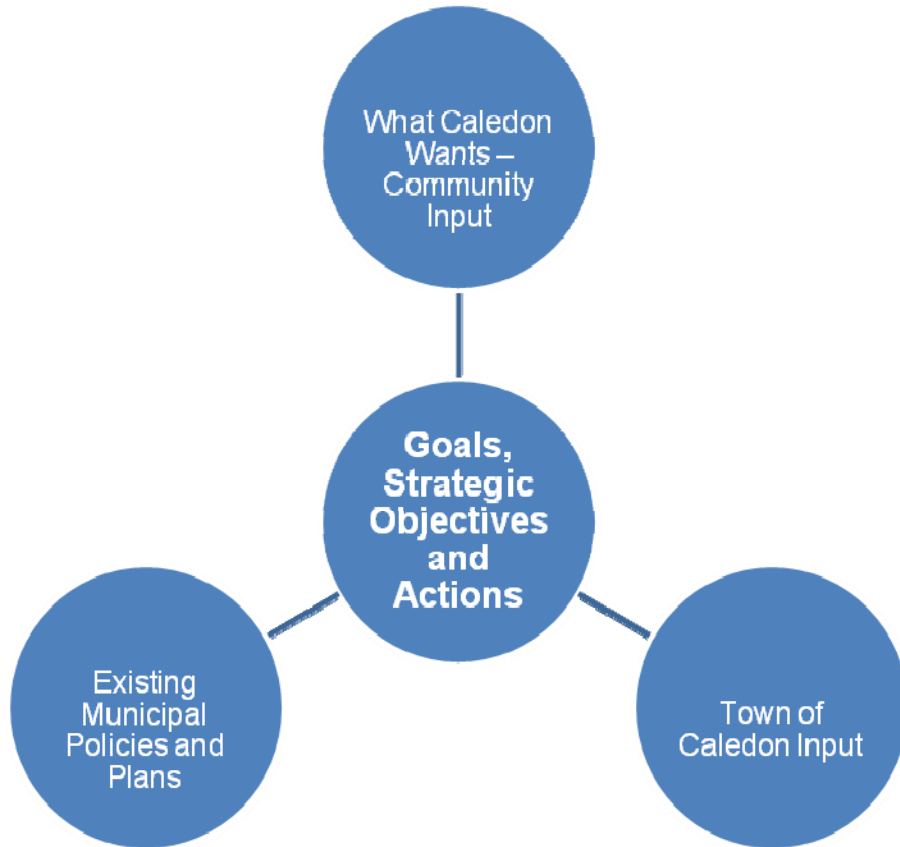 What Caledon
Wants –
Community
Input
Goals,
Strategic
Objectives
and
Actions
Existing
Municipal
Policies and
Plans
Town of
Caledon Input